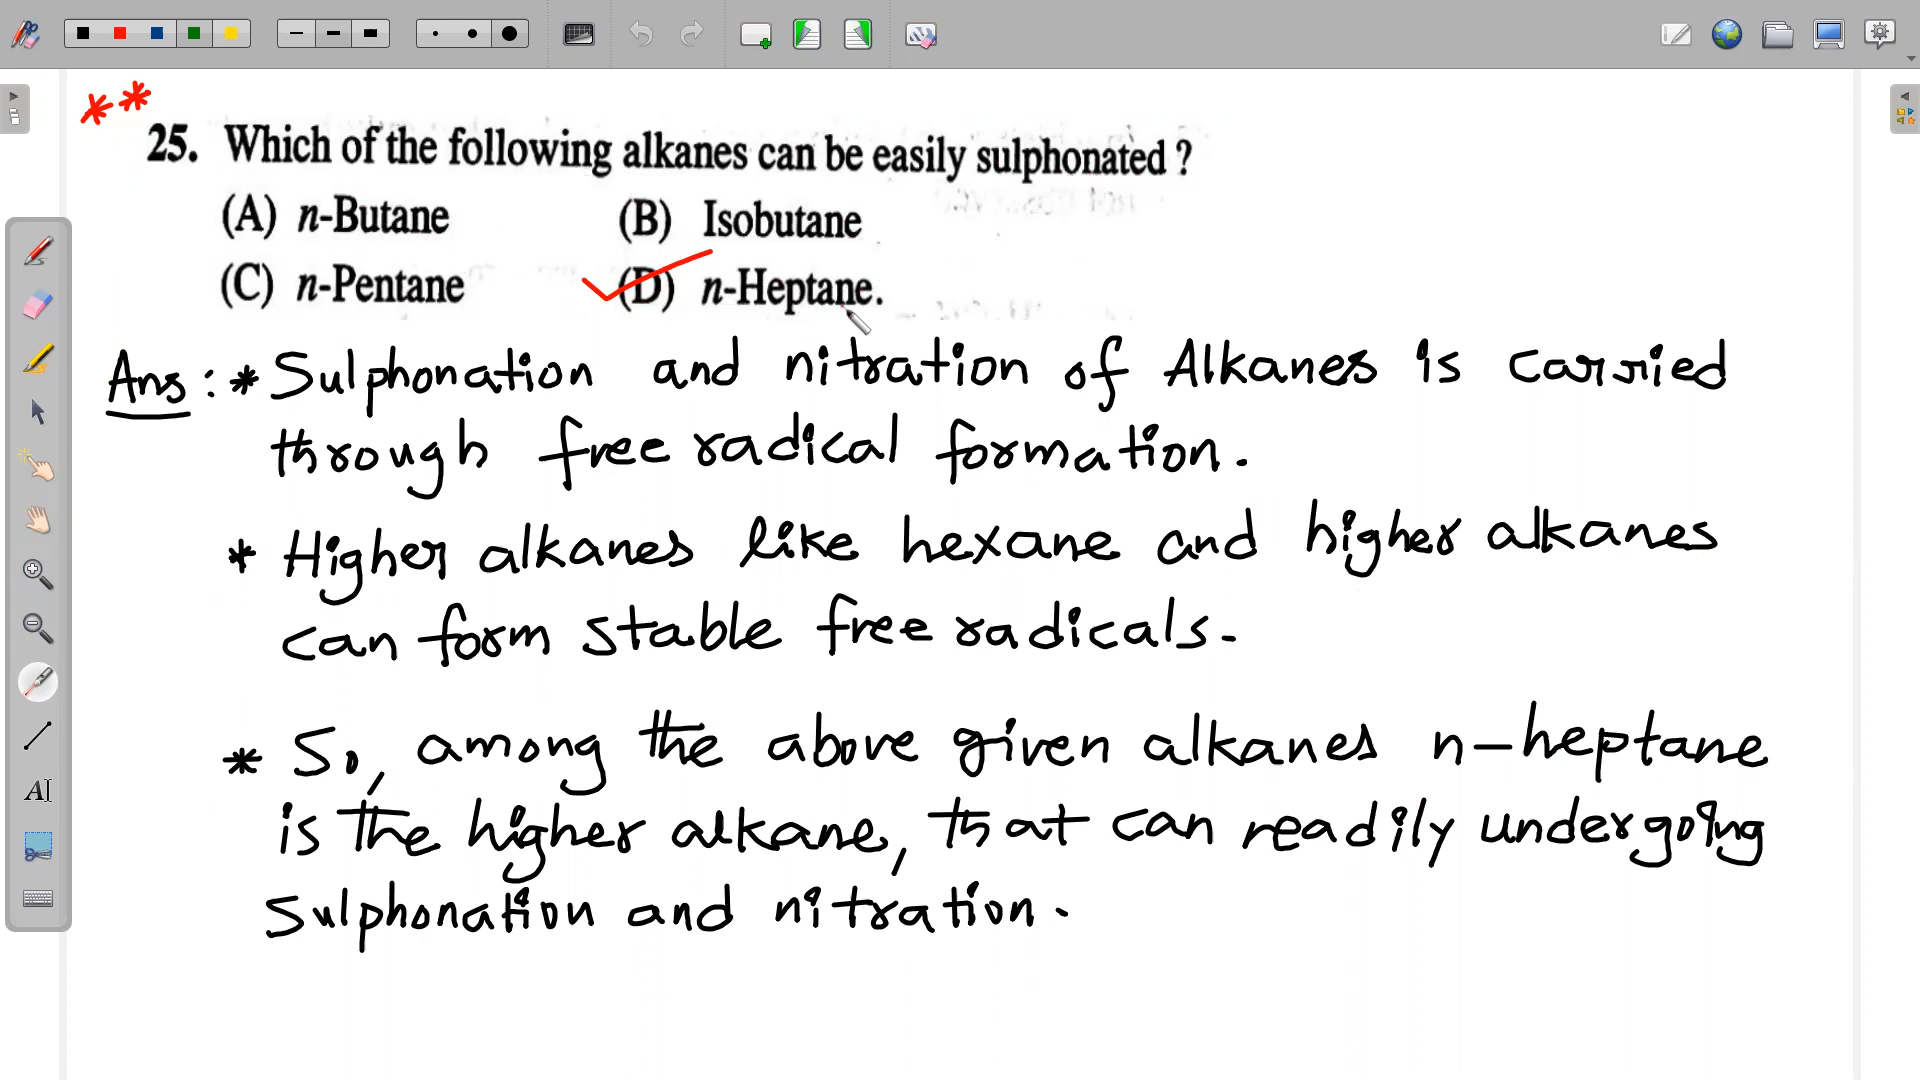 **
25. Which of the following alkanes can be easily sulphonated ?
(A) n-Butane (B) Isobutane
(C) n-Pentane (D) n-Heptane.
Ans : * Sulphonation and nitration of Alkanes is carried
through free radical formation.
* Higher alkanes like hexane and higher alkanes
can form stable free radicals.
* So, among the above given alkanes n-heptane
is the higher alkane, that can readily undergoing
sulphonation and nitration.